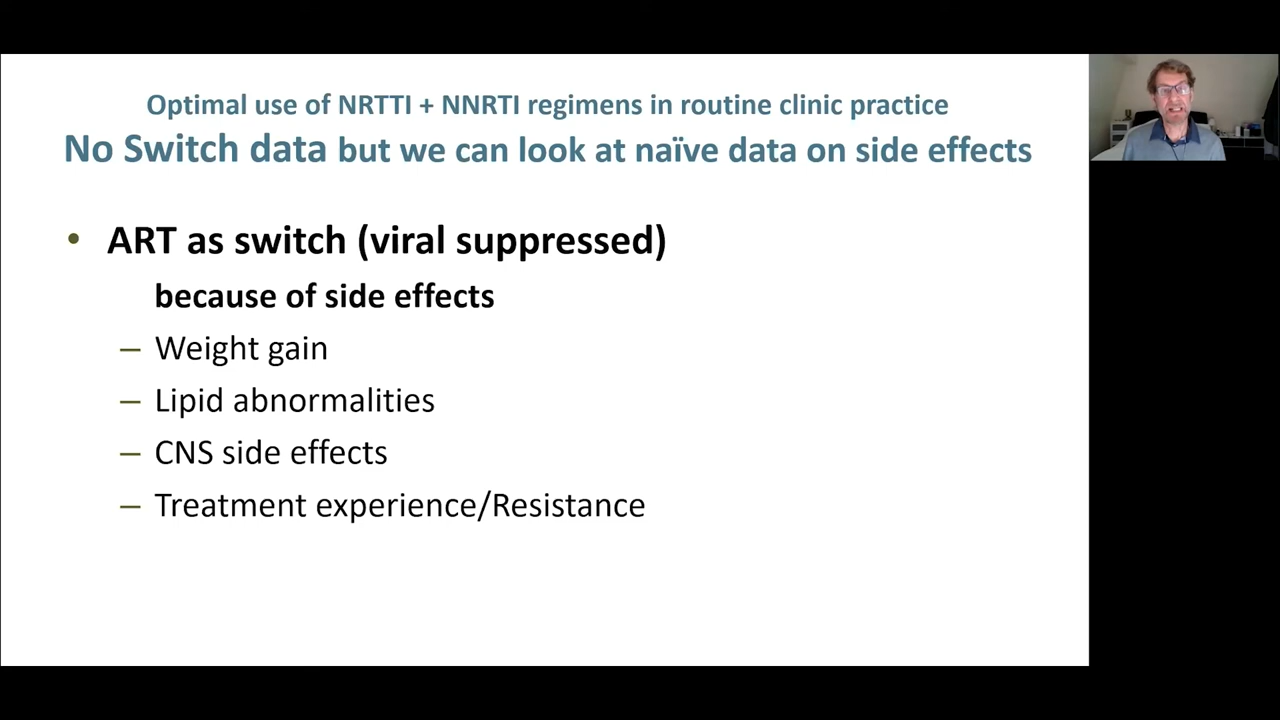 Optimal use of NRTTI + NNRTI regimens in routine clinic practice
No Switch data but we can look at naïve data on side effects
• ART as switch (viral suppressed)
because of side effects
– Weight gain
– Lipid abnormalities
– CNS side effects
– Treatment experience/Resistance